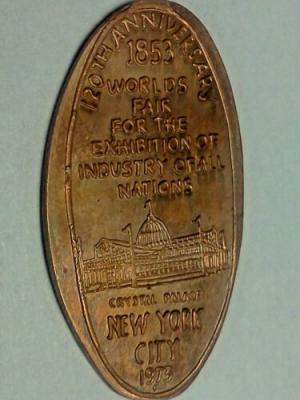 120TH ANNIVERSARY
1853
WORLDS
FAIR
FOR THE
EXHIBITION OF
INDUSTRY OF ALL
NATIONS
CRYSTAL PALACE
NEW YORK
CITY
1973